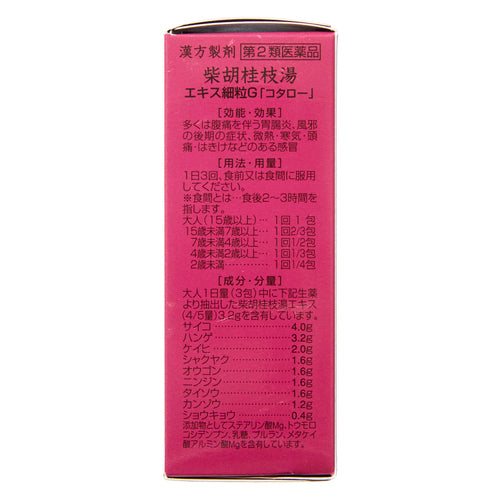 漢方製剤 第2類医薬品
柴胡桂枝湯
エキス細粒G「コタロー」
[効能・効果]
多くは腹痛を伴う胃腸炎、風邪
の後期の症状、微熱・寒気・頭
痛・はきけなどのある感冒
[用法・用量]
1日3回、食前又は食間に服用
してください。
※食間とは…食後2〜3時間を
指します。
大人(15歳以上)… 1回 1 包
15歳未満7歳以上… 1回2/3包
7歳未満4歳以上… 1回1/2包
4歳未満2歳以上… 1回1/3包
2歳未満………… 1回1/4包
[成分・分量]
大人1日量(3包)中に下記生薬
より抽出した柴胡桂枝湯エキス
(4/5量)3.2gを含有しています。
サイコ………………4.0g
ハンゲ………………3.2g
ケイヒ………………2.0g
シャクヤク…………1.6g
オウゴン……………1.6g
ニンジン……………1.6g
タイソウ……………1.6g
カンゾウ……………1.2g
ショウキョウ………0.4g
添加物としてステアリン酸Mg、トウモロ
コシデンプン、乳糖、プルラン、メタケイ
酸アルミン酸Mgを含有しています。